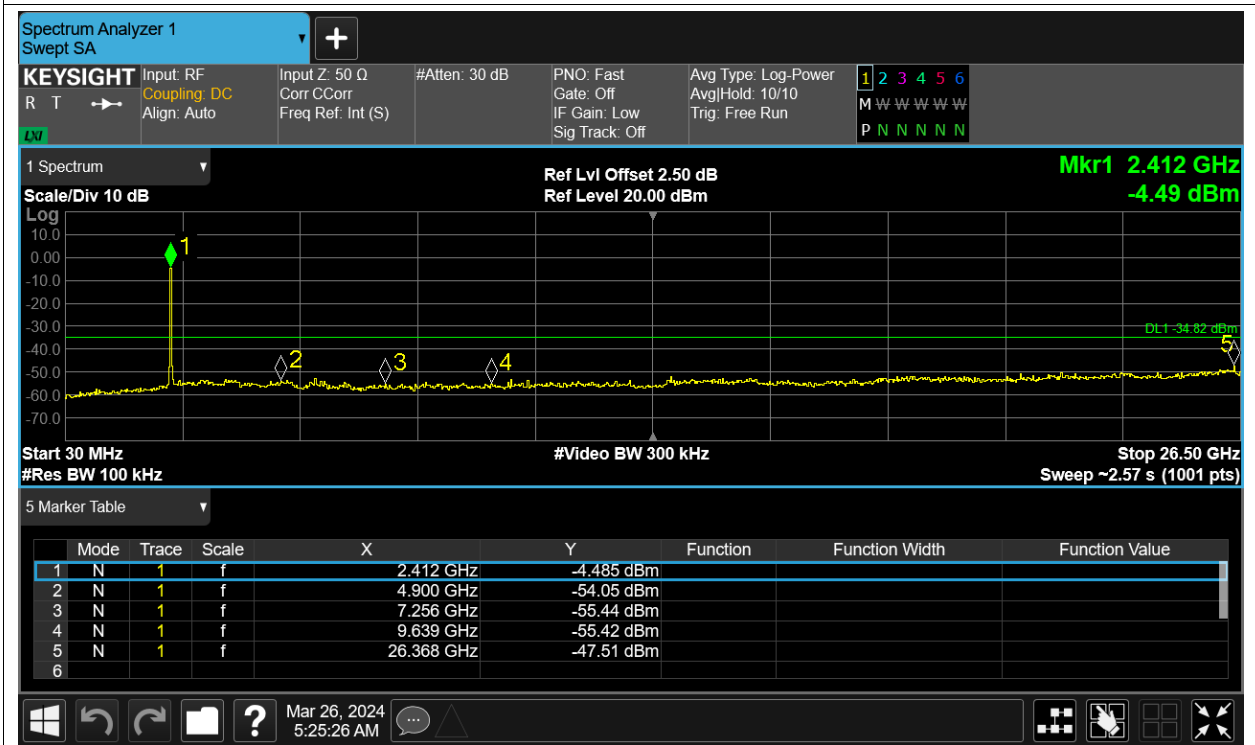 Spectrum Analyzer 1
Swept SA
KEYSIGHT
R T
LXI
Input: RF
Coupling: DC
Align: Auto
Input Z: 50 Ω
Corr CCorr
Freq Ref: Int (S)
#Atten: 30 dB
PNO: Fast
Gate: Off
IF Gain: Low
Sig Track: Off
Avg Type: Log-Power
Avg|Hold: 10/10
Trig: Free Run
1 2 3 4 5 6
M W W W W W
P N N N N N
1 Spectrum
Scale/Div 10 dB
Ref Lvl Offset 2.50 dB
Ref Level 20.00 dBm
Mkr1 2.412 GHz
-4.49 dBm
Log
10.0
0.00
-10.0
-20.0
-30.0
-40.0
-50.0
-60.0
-70.0
1
2
3
4
5
DL1 -34.82 dBm
Start 30 MHz
#Video BW 300 kHz
Stop 26.50 GHz
#Res BW 100 kHz
Sweep ~2.57 s (1001 pts)
5 Marker Table
Mode Trace Scale X Y Function Function Width Function Value
1 N 1 f 2.412 GHz -4.485 dBm
2 N 1 f 4.900 GHz -54.05 dBm
3 N 1 f 7.256 GHz -55.44 dBm
4 N 1 f 9.639 GHz -55.42 dBm
5 N 1 f 26.368 GHz -47.51 dBm
6
?
Mar 26, 2024
5:25:26 AM